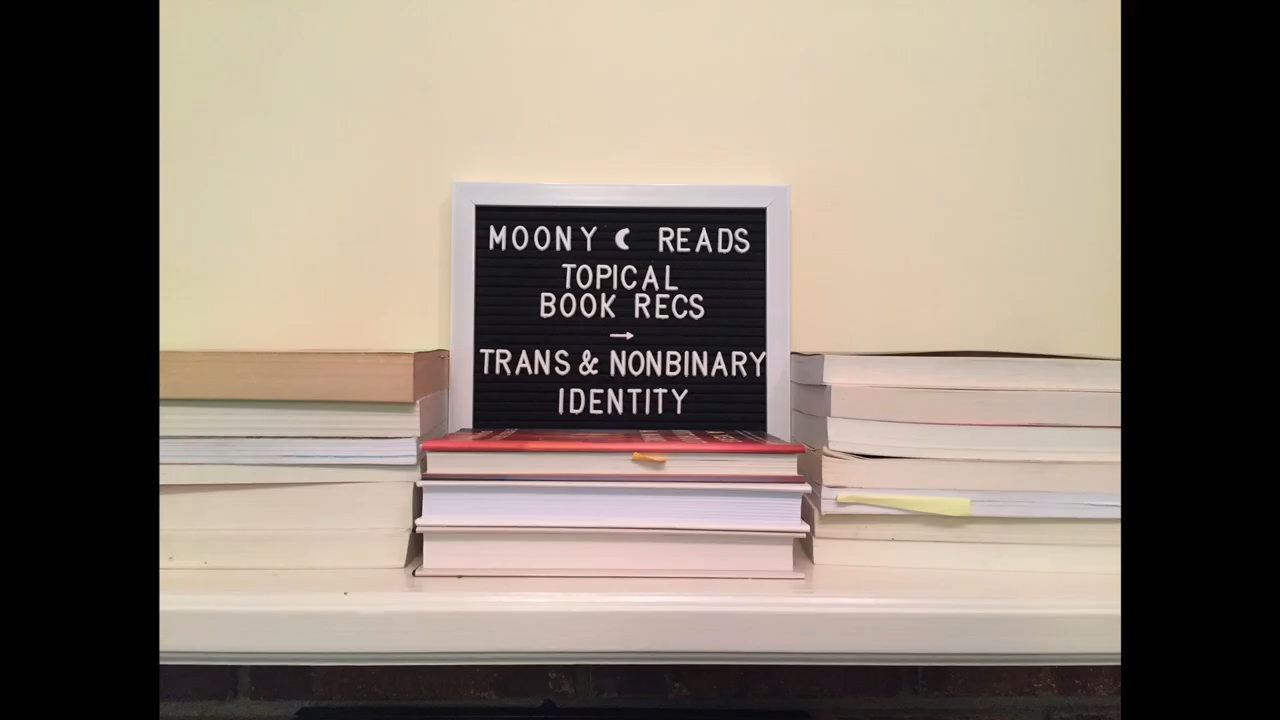 MOONY ☾ READS
TOPICAL
BOOK RECS
→
TRANS & NONBINARY
IDENTITY